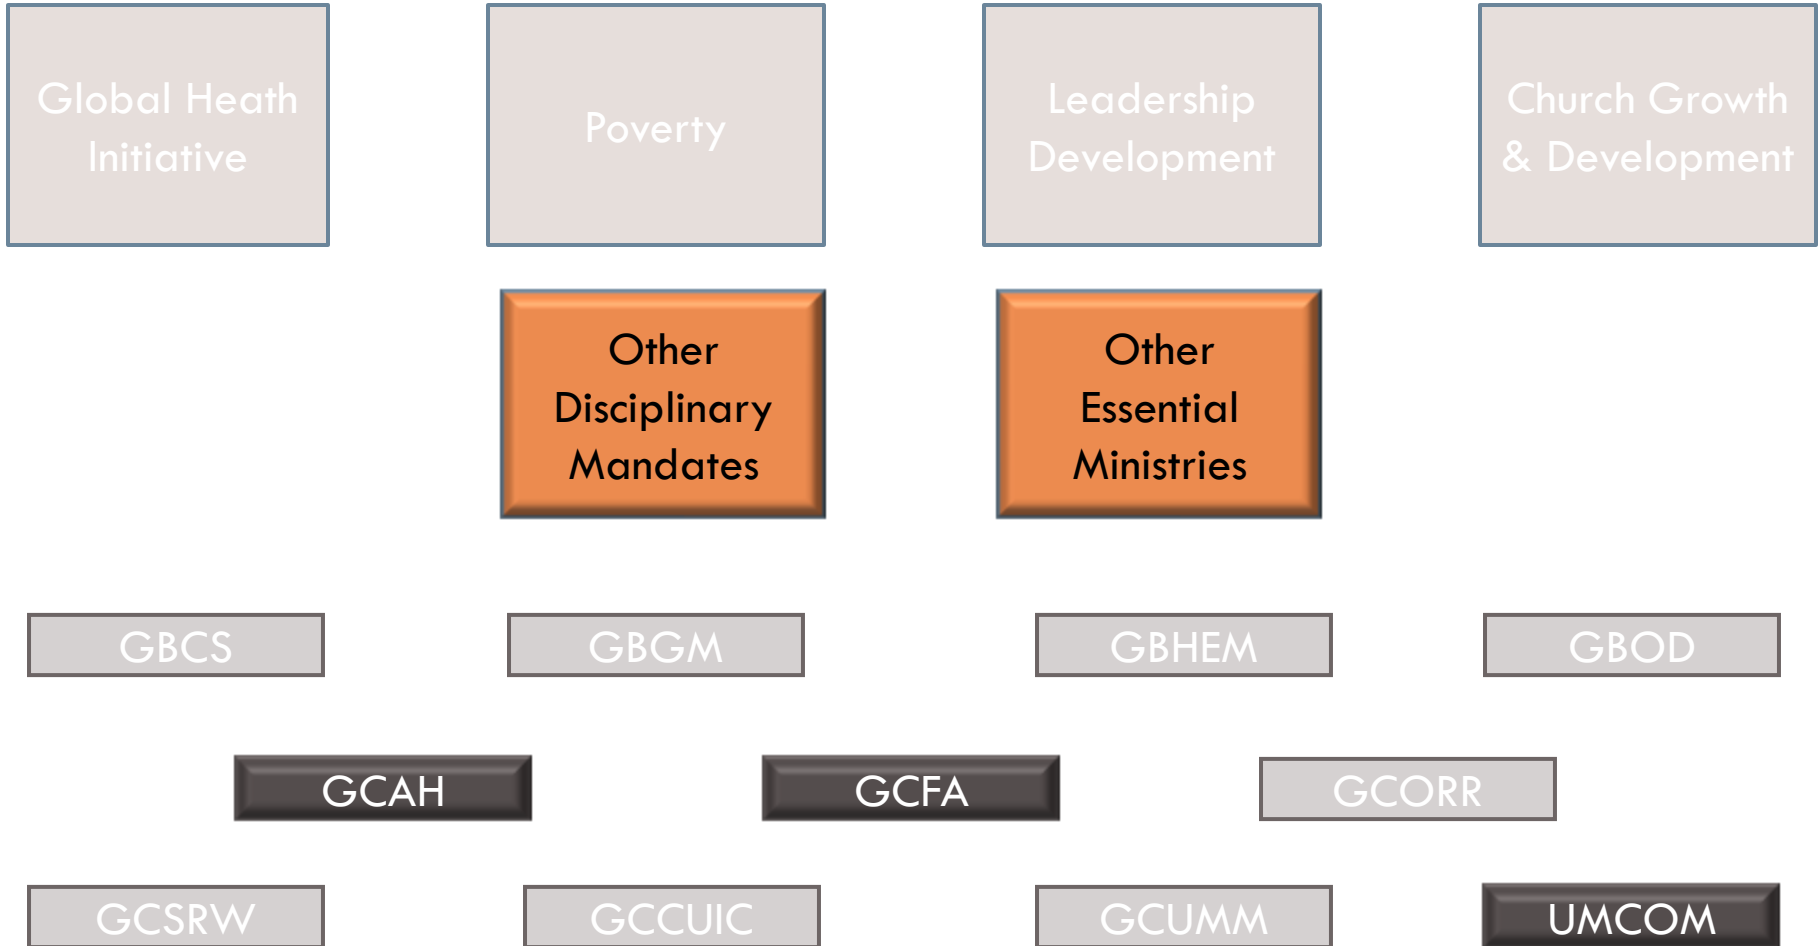 Global Heath
Initiative
Poverty
Leadership
Development
Church Growth
& Development
Other
Disciplinary
Mandates
Other
Essential
Ministries
GBCS
GBGM
GBHEM
GBOD
GCAH
GCFA
GCORR
GCSRW
GCCUIC
GCUMM
UMCOM